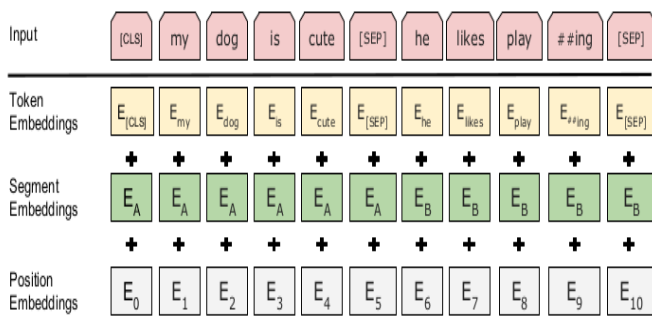 Input [CLS] my dog is cute [SEP] he likes play ##ing [SEP]
Token Embeddings E[CLS] Emy Edog Eis Ecute E[SEP] Ehe Elikes Eplay E##ing E[SEP]
+ + + + + + + + + + +
Segment Embeddings EA EA EA EA EA EA EB EB EB EB EB
+ + + + + + + + + + +
Position Embeddings E0 E1 E2 E3 E4 E5 E6 E7 E8 E9 E10